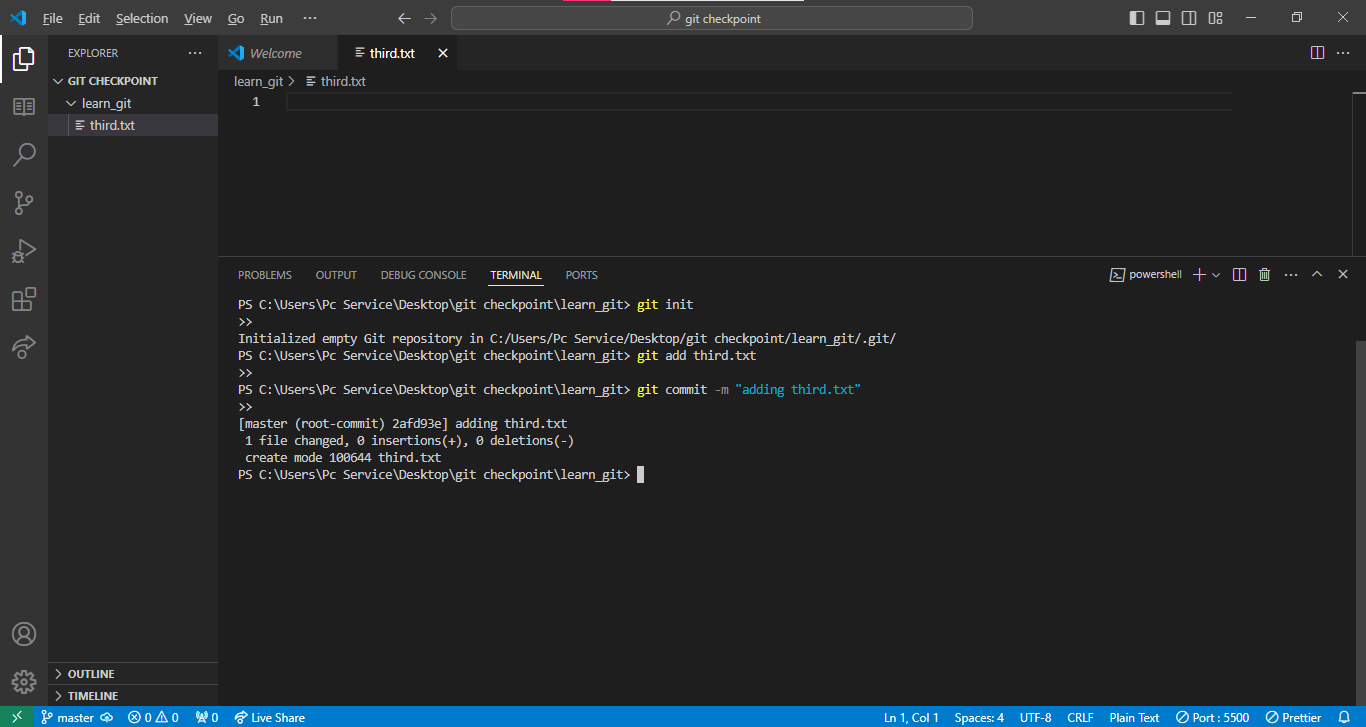 File Edit Selection View Go Run ··· git checkpoint
EXPLORER ···
GIT CHECKPOINT
learn_git
third.txt
OUTLINE
TIMELINE
Welcome third.txt
learn_git > third.txt
1
PROBLEMS OUTPUT DEBUG CONSOLE TERMINAL PORTS powershell
PS C:\Users\Pc Service\Desktop\git checkpoint\learn_git> git init
>>
Initialized empty Git repository in C:/Users/Pc Service/Desktop/git checkpoint/learn_git/.git/
PS C:\Users\Pc Service\Desktop\git checkpoint\learn_git> git add third.txt
>>
PS C:\Users\Pc Service\Desktop\git checkpoint\learn_git> git commit -m "adding third.txt"
>>
[master (root-commit) 2afd93e] adding third.txt
 1 file changed, 0 insertions(+), 0 deletions(-)
 create mode 100644 third.txt
PS C:\Users\Pc Service\Desktop\git checkpoint\learn_git>
master 0 0 0 Live Share Ln 1, Col 1 Spaces: 4 UTF-8 CRLF Plain Text Port : 5500 Prettier